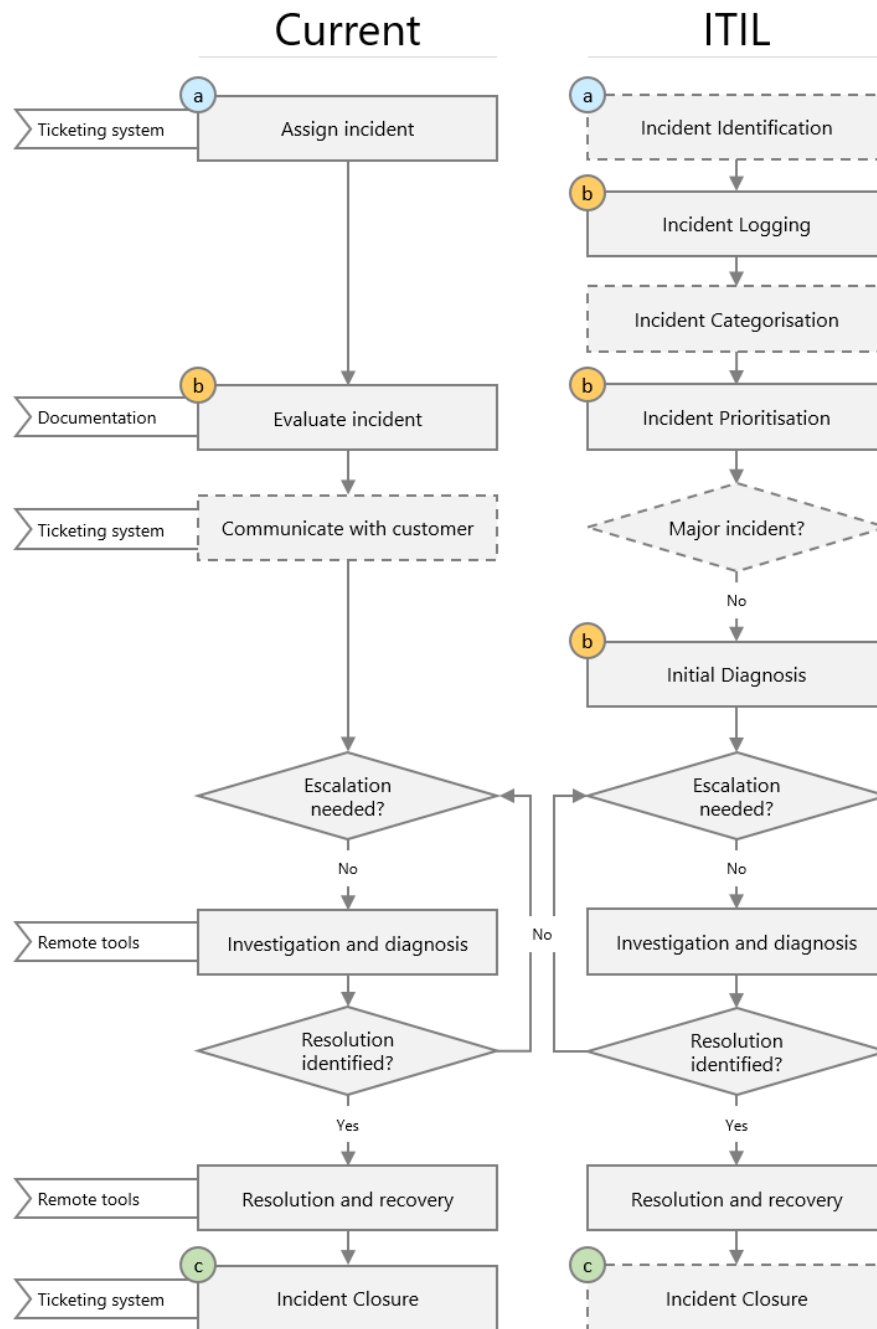 Current
ITIL
a
Ticketing system
Assign incident
a
Incident Identification
b
Incident Logging
Incident Categorisation
b
Documentation
Evaluate incident
b
Incident Prioritisation
Ticketing system
Communicate with customer
Major incident?
No
b
Initial Diagnosis
Escalation
needed?
Escalation
needed?
No
No
No
Remote tools
Investigation and diagnosis
Investigation and diagnosis
Resolution
identified?
Resolution
identified?
Yes
Yes
Remote tools
Resolution and recovery
Resolution and recovery
c
Ticketing system
Incident Closure
c
Incident Closure